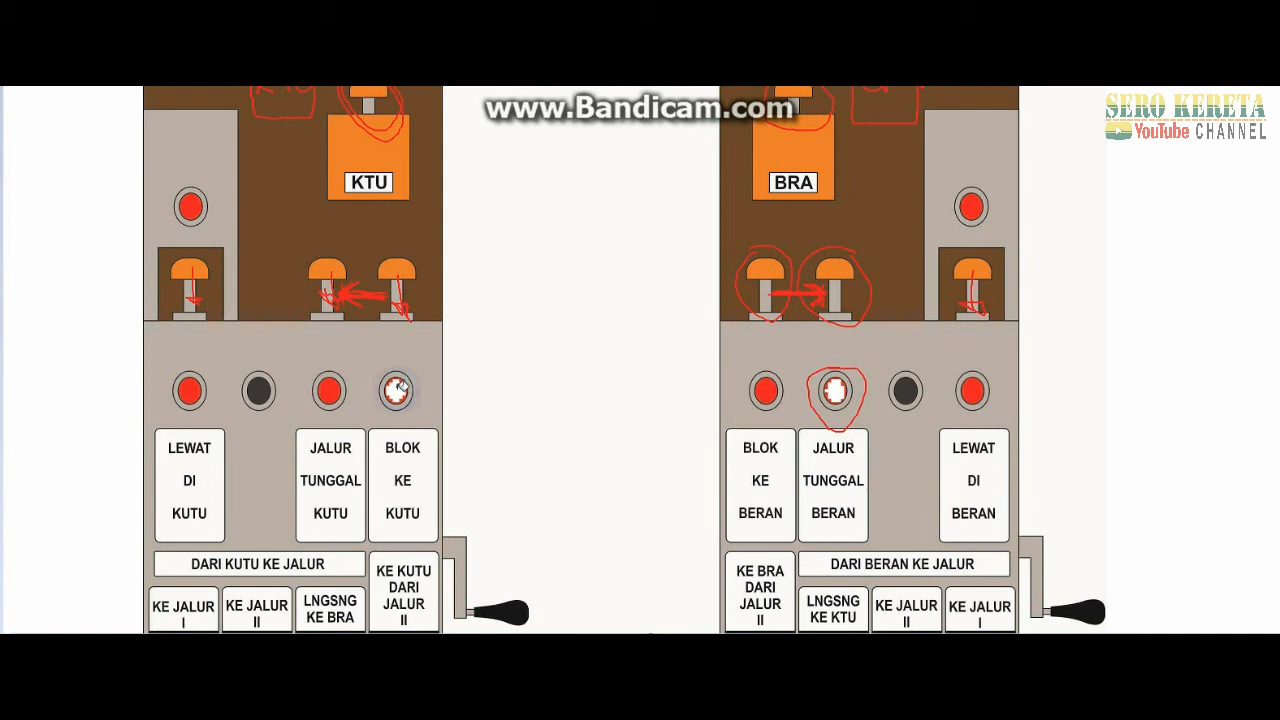 www.Bandicam.com
SERO KERETA
YouTube CHANNEL
KTU
BRA
LEWAT
DI
KUTU
JALUR
TUNGGAL
KUTU
BLOK
KE
KUTU
DARI KUTU KE JALUR
KE JALUR
I
KE JALUR
II
LNGSNG
KE BRA
KE KUTU
DARI
JALUR
II
BLOK
KE
BERAN
JALUR
TUNGGAL
BERAN
LEWAT
DI
BERAN
KE BRA
DARI
JALUR
II
DARI BERAN KE JALUR
LNGSNG
KE KTU
KE JALUR
II
KE JALUR
I